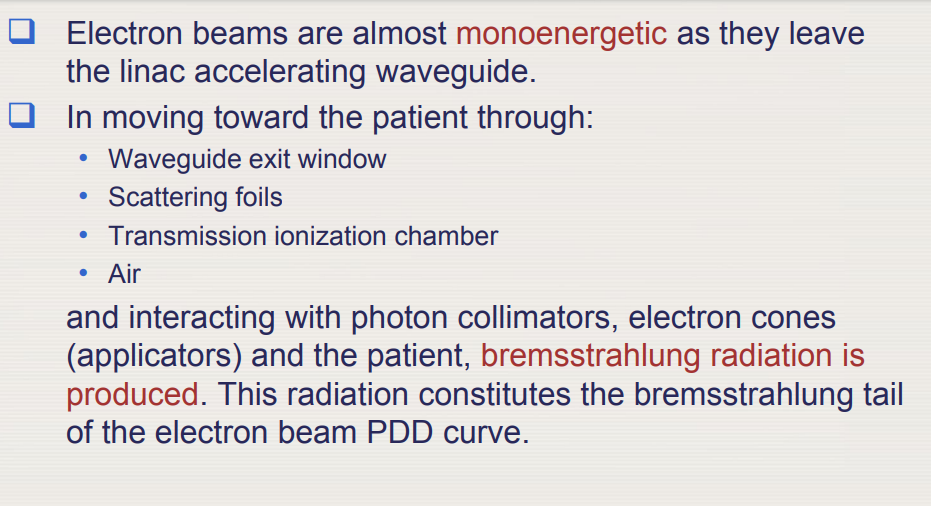 Electron beams are almost monoenergetic as they leave
the linac accelerating waveguide.
In moving toward the patient through:
• Waveguide exit window
• Scattering foils
• Transmission ionization chamber
• Air
and interacting with photon collimators, electron cones
(applicators) and the patient, bremsstrahlung radiation is
produced. This radiation constitutes the bremsstrahlung tail
of the electron beam PDD curve.